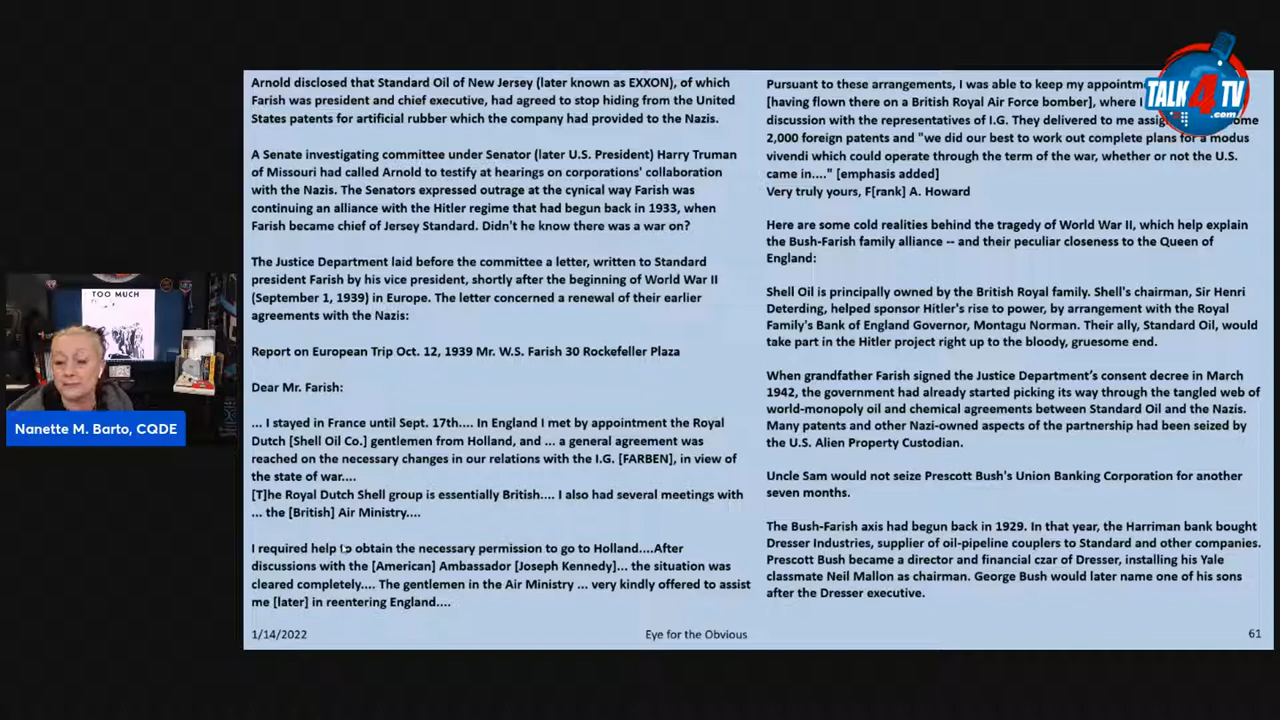 TALK4TV
.com
Arnold disclosed that Standard Oil of New Jersey (later known as EXXON), of which
Farish was president and chief executive, had agreed to stop hiding from the United
States patents for artificial rubber which the company had provided to the Nazis.
A Senate investigating committee under Senator (later U.S. President) Harry Truman
of Missouri had called Arnold to testify at hearings on corporations' collaboration
with the Nazis. The Senators expressed outrage at the cynical way Farish was
continuing an alliance with the Hitler regime that had begun back in 1933, when
Farish became chief of Jersey Standard. Didn't he know there was a war on?
The Justice Department laid before the committee a letter, written to Standard
president Farish by his vice president, shortly after the beginning of World War II
(September 1, 1939) in Europe. The letter concerned a renewal of their earlier
agreements with the Nazis:
Report on European Trip Oct. 12, 1939 Mr. W.S. Farish 30 Rockefeller Plaza
Dear Mr. Farish:
... I stayed in France until Sept. 17th.... In England I met by appointment the Royal
Dutch [Shell Oil Co.] gentlemen from Holland, and ... a general agreement was
reached on the necessary changes in our relations with the I.G. [FARBEN], in view of
the state of war....
[T]he Royal Dutch Shell group is essentially British.... I also had several meetings with
... the [British] Air Ministry....
I required help to obtain the necessary permission to go to Holland....After
discussions with the [American] Ambassador [Joseph Kennedy]... the situation was
cleared completely.... The gentlemen in the Air Ministry ... very kindly offered to assist
me [later] in reentering England....
Pursuant to these arrangements, I was able to keep my
[having flown there on a British Royal Air Force bomber], where I
discussion with the representatives of I.G. They delivered to me
2,000 foreign patents and "we did our best to work out complete plans for a modus
vivendi which could operate through the term of the war, whether or not the U.S.
came in...." [emphasis added]
Very truly yours, F[rank] A. Howard
Here are some cold realities behind the tragedy of World War II, which help explain
the Bush-Farish family alliance -- and their peculiar closeness to the Queen of
England:
Shell Oil is principally owned by the British Royal family. Shell's chairman, Sir Henri
Deterding, helped sponsor Hitler's rise to power, by arrangement with the Royal
Family's Bank of England Governor, Montagu Norman. Their ally, Standard Oil, would
take part in the Hitler project right up to the bloody, gruesome end.
When grandfather Farish signed the Justice Department's consent decree in March
1942, the government had already started picking its way through the tangled web of
world-monopoly oil and chemical agreements between Standard Oil and the Nazis.
Many patents and other Nazi-owned aspects of the partnership had been seized by
the U.S. Alien Property Custodian.
Uncle Sam would not seize Prescott Bush's Union Banking Corporation for another
seven months.
The Bush-Farish axis had begun back in 1929. In that year, the Harriman bank bought
Dresser Industries, supplier of oil-pipeline couplers to Standard and other companies.
Prescott Bush became a director and financial czar of Dresser, installing his Yale
classmate Neil Mallon as chairman. George Bush would later name one of his sons
after the Dresser executive.
1/14/2022
Eye for the Obvious
61
TOO MUCH
Nanette M. Barto, CQDE